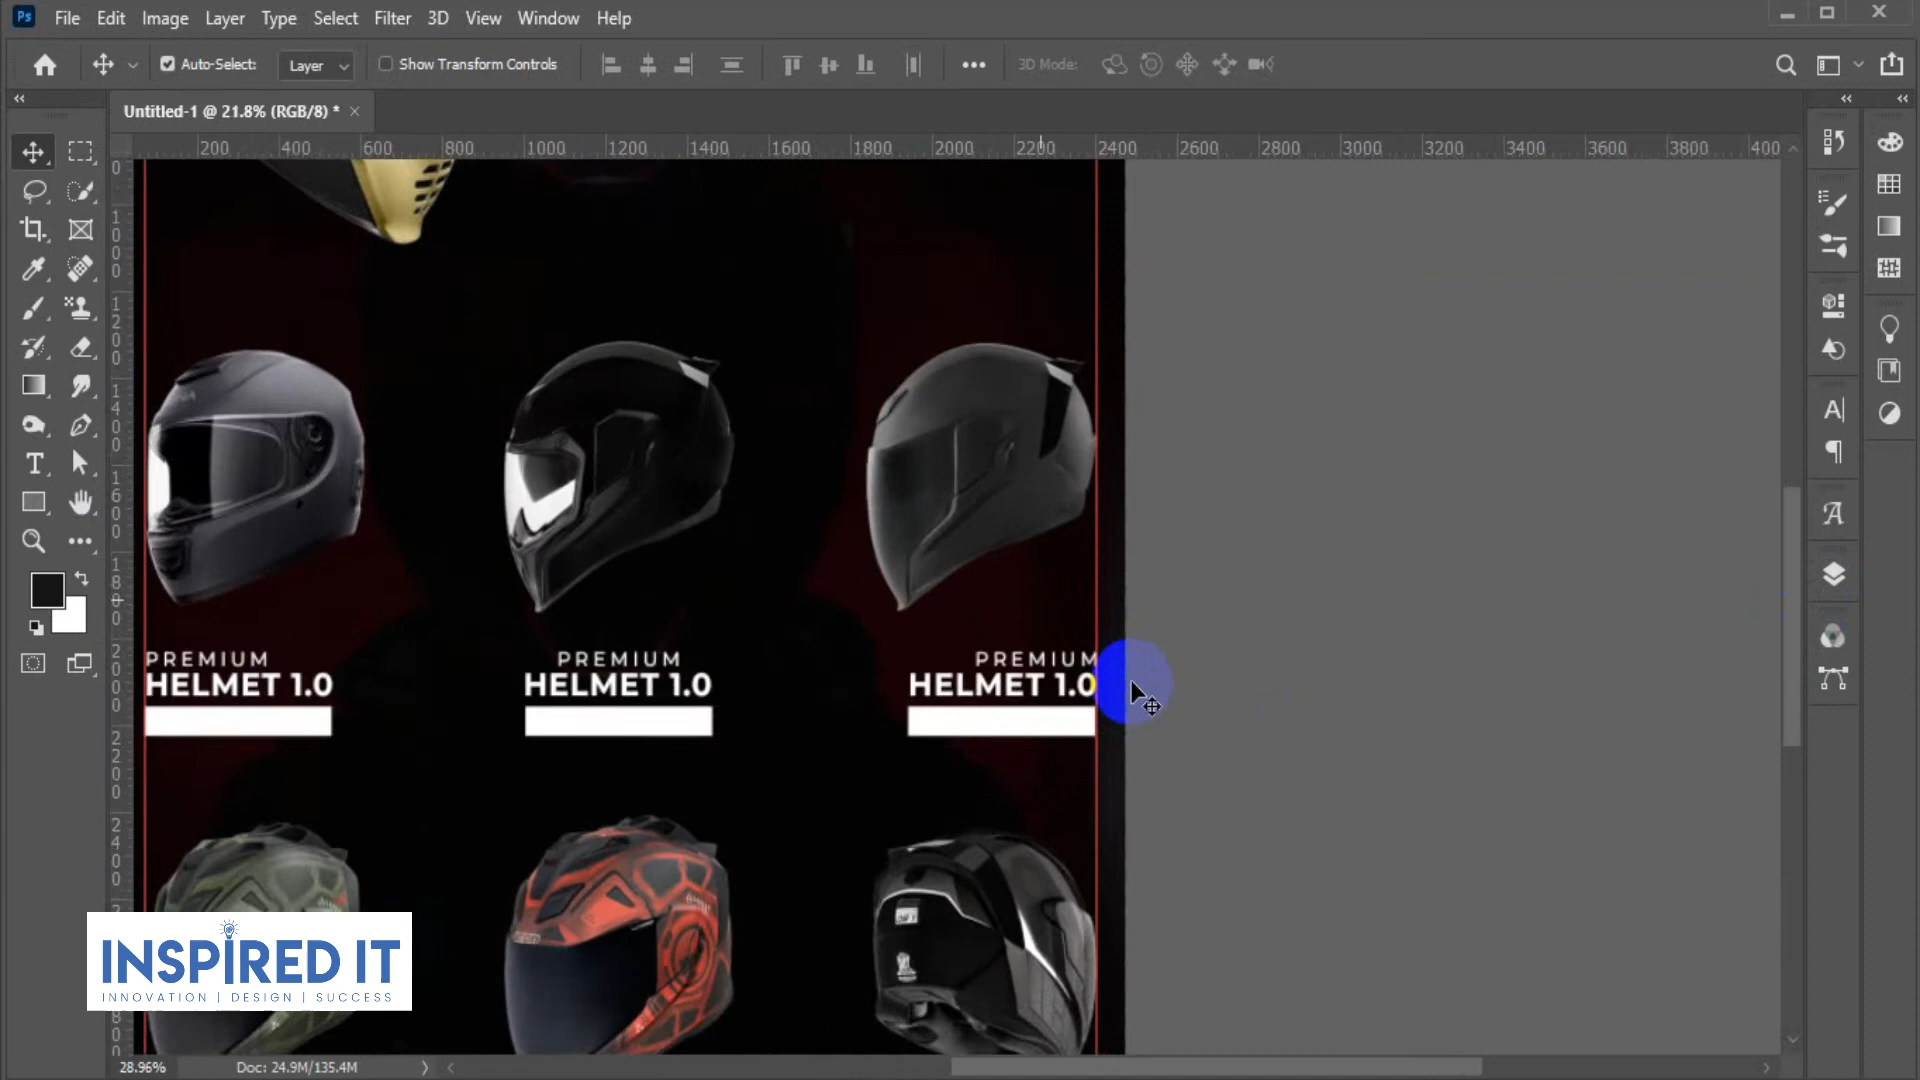 Ps File Edit Image Layer Type Select Filter 3D View Window Help
Auto-Select: Layer Show Transform Controls 3D Mode:
Untitled-1 @ 21.8% (RGB/8) *
200 400 600 800 1000 1200 1400 1600 1800 2000 2200 2400 2600 2800 3000 3200 3400 3600 3800 400
PREMIUM
HELMET 1.0
PREMIUM
HELMET 1.0
PREMIUM
HELMET 1.0
INSPIRED IT
INNOVATION | DESIGN | SUCCESS
28.96% Doc: 24.9M/135.4M